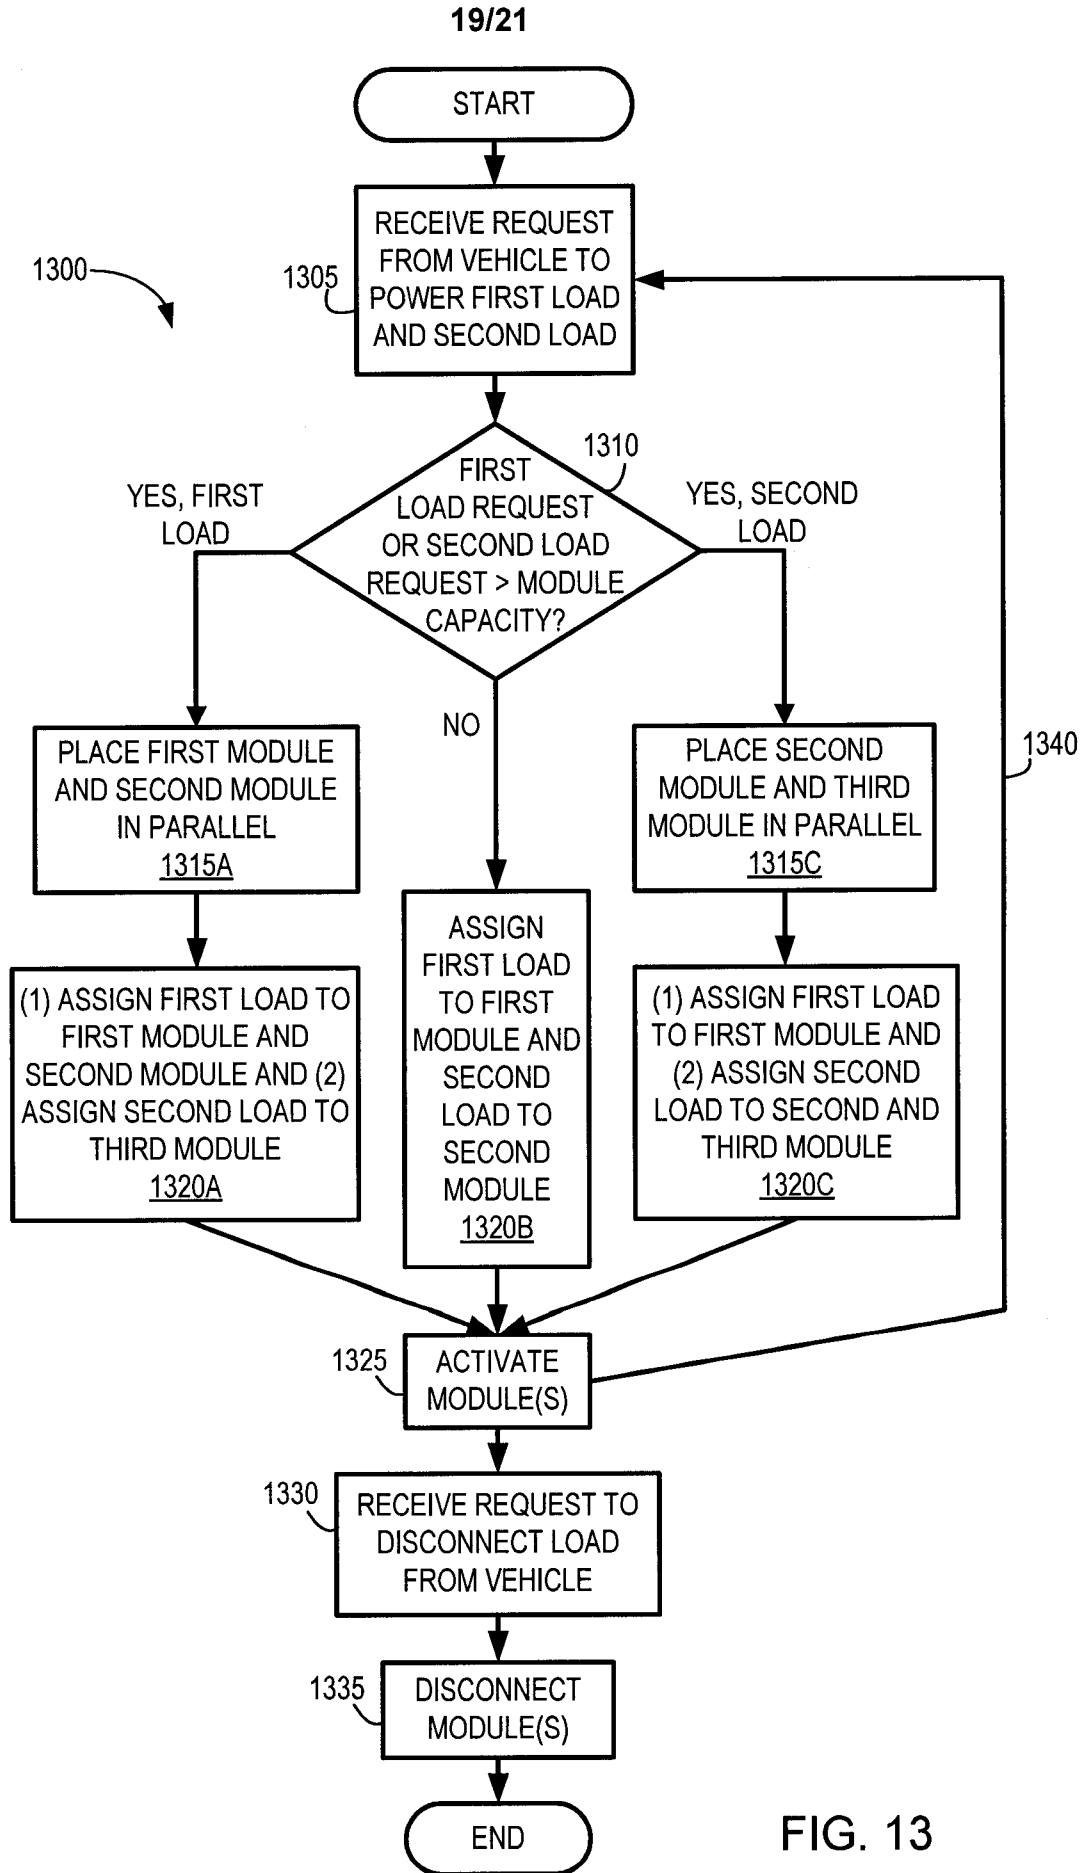 19/21
START
RECEIVE REQUEST
FROM VEHICLE TO
POWER FIRST LOAD
AND SECOND LOAD
1300
1305
1310
FIRST
LOAD REQUEST
OR SECOND LOAD
REQUEST > MODULE
CAPACITY?
YES, FIRST
LOAD
YES, SECOND
LOAD
NO
PLACE FIRST MODULE
AND SECOND MODULE
IN PARALLEL
1315A
PLACE SECOND
MODULE AND THIRD
MODULE IN PARALLEL
1315C
1340
(1) ASSIGN FIRST LOAD TO
FIRST MODULE AND
SECOND MODULE AND (2)
ASSIGN SECOND LOAD TO
THIRD MODULE
1320A
ASSIGN
FIRST LOAD
TO FIRST
MODULE AND
SECOND
LOAD TO
SECOND
MODULE
1320B
(1) ASSIGN FIRST LOAD
TO FIRST MODULE AND
(2) ASSIGN SECOND
LOAD TO SECOND AND
THIRD MODULE
1320C
1325
ACTIVATE
MODULE(S)
1330
RECEIVE REQUEST TO
DISCONNECT LOAD
FROM VEHICLE
1335
DISCONNECT
MODULE(S)
END
FIG. 13